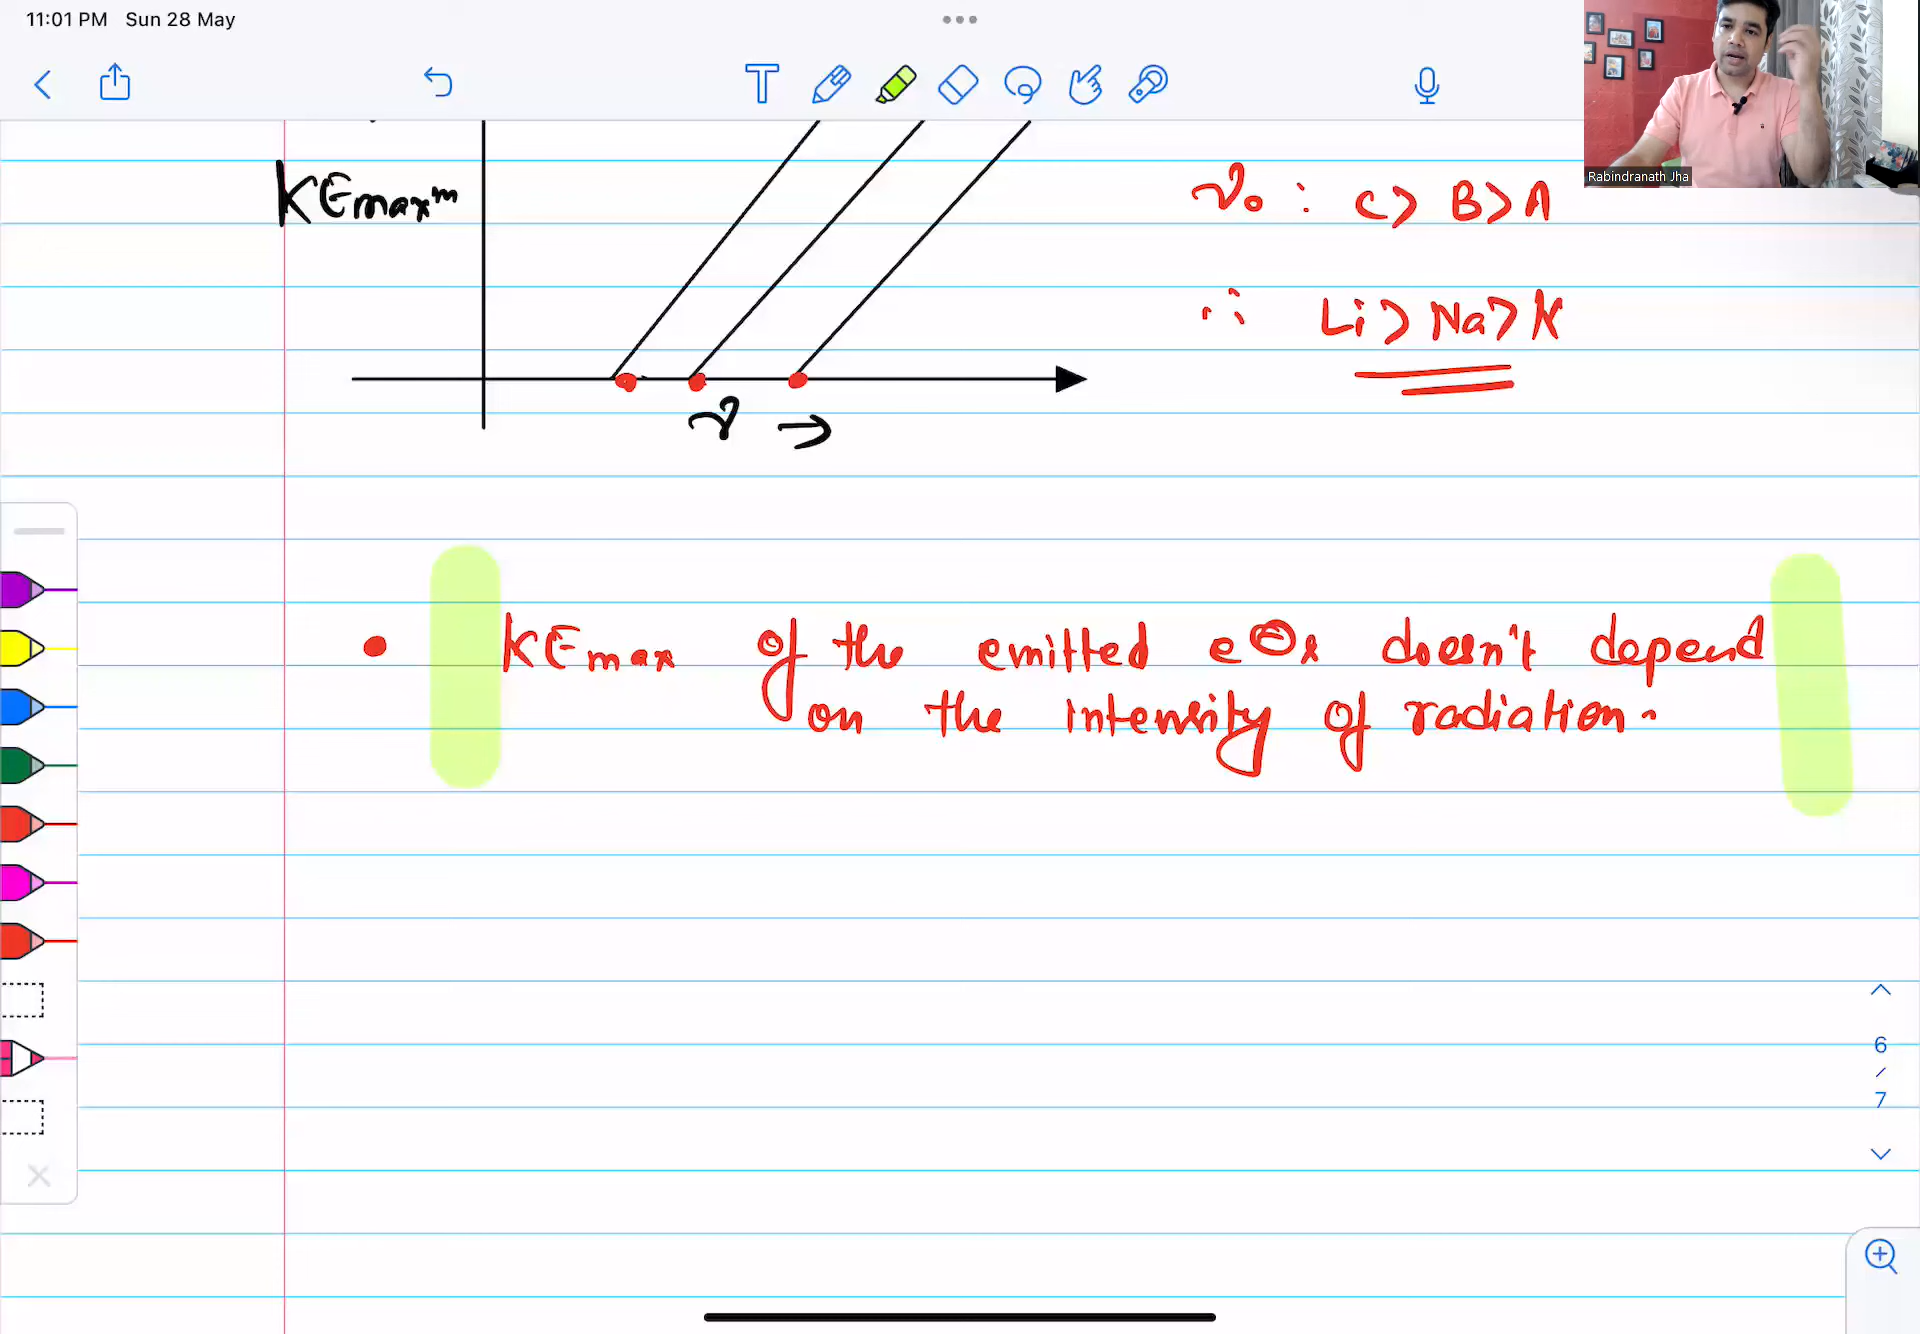 11:01 PM Sun 28 May
T
Rabindranath Jha
KEmaxᵐ
ν₀ : C > B > A
∴ Li > Na > K
ν →
• KEmax of the emitted e⊖s doesn't depend
on the intensity of radiation.
6
/
7